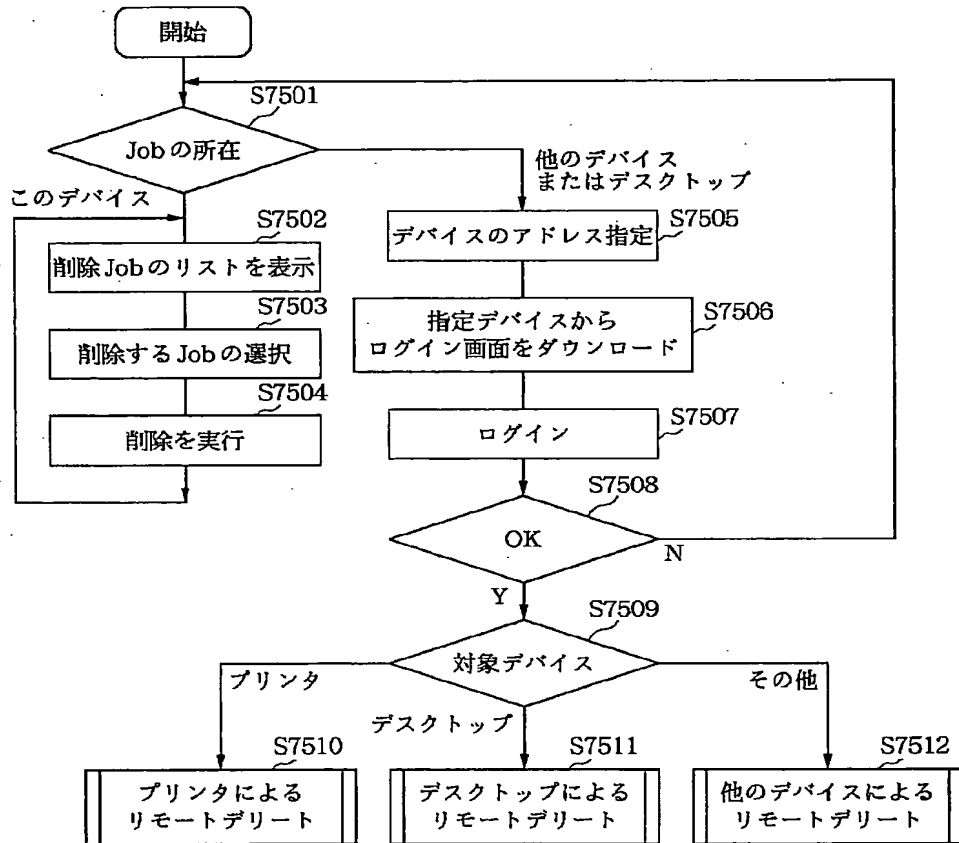 開始
S7501
Jobの所在
他のデバイス
またはデスクトップ
このデバイス
S7502
削除Jobのリストを表示
S7503
削除するJobの選択
S7504
削除を実行
S7505
デバイスのアドレス指定
S7506
指定デバイスから
ログイン画面をダウンロード
S7507
ログイン
S7508
OK
N
Y
S7509
対象デバイス
プリンタ
デスクトップ
その他
S7510
プリンタによる
リモートデリート
S7511
デスクトップによる
リモートデリート
S7512
他のデバイスによる
リモートデリート